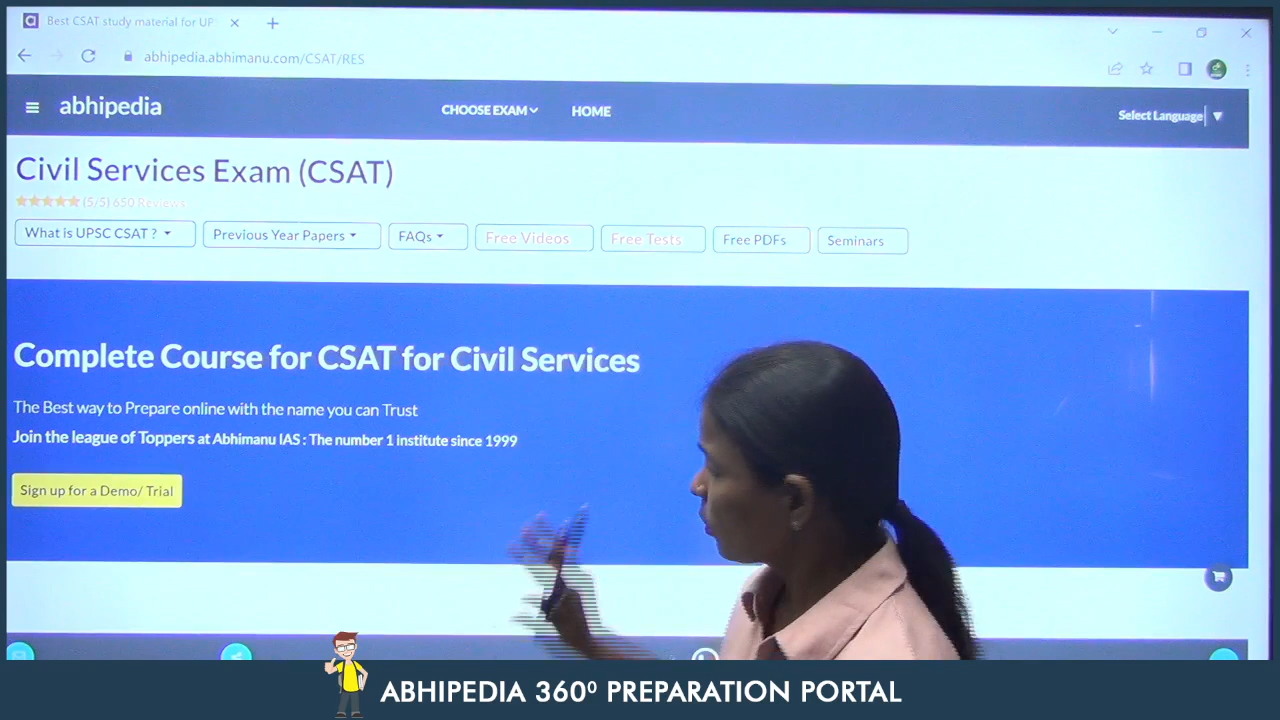 Best CSAT study material for UP
abhipedia.abhimanu.com/CSAT/RES
abhipedia
CHOOSE EXAM
HOME
Select Language
Civil Services Exam (CSAT)
(5/5) 650 Reviews
What is UPSC CSAT ?
Previous Year Papers
FAQs
Free Videos
Free Tests
Free PDFs
Seminars
Complete Course for CSAT for Civil Services
The Best way to Prepare online with the name you can Trust
Join the league of Toppers at Abhimanu IAS : The number 1 institute since 1999
Sign up for a Demo/ Trial
ABHIPEDIA 360⁰ PREPARATION PORTAL